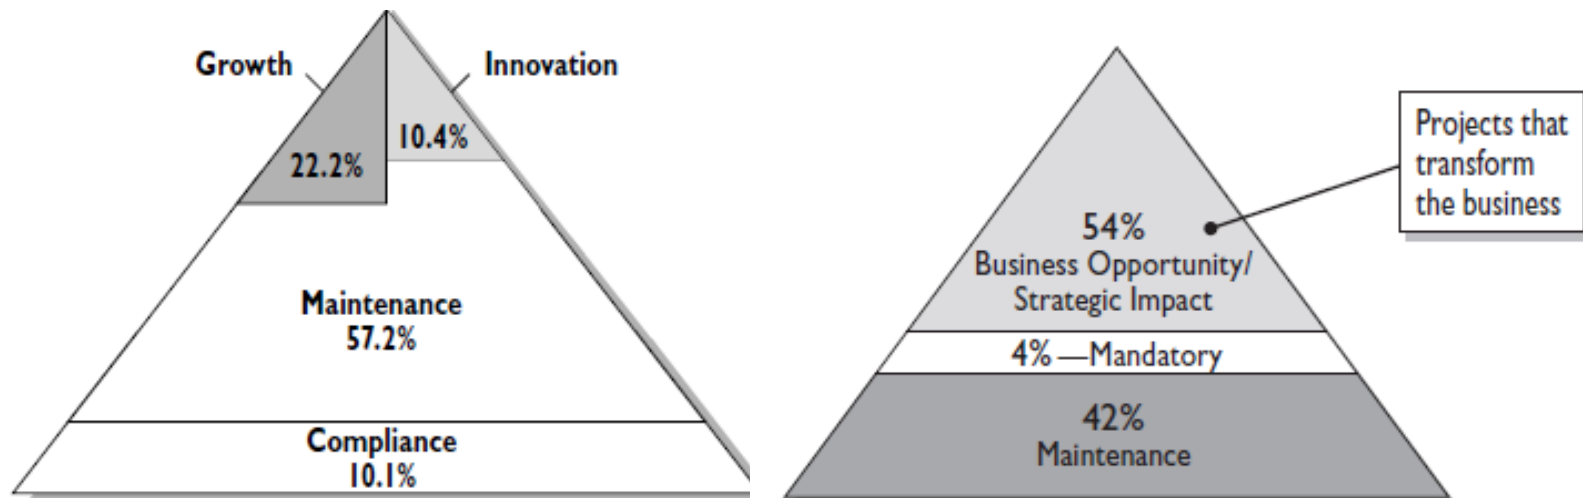 Growth
Innovation
10.4%
22.2%
Maintenance
57.2%
Compliance
10.1%
Projects that
transform
the business
54%
Business Opportunity/
Strategic Impact
4% —Mandatory
42%
Maintenance